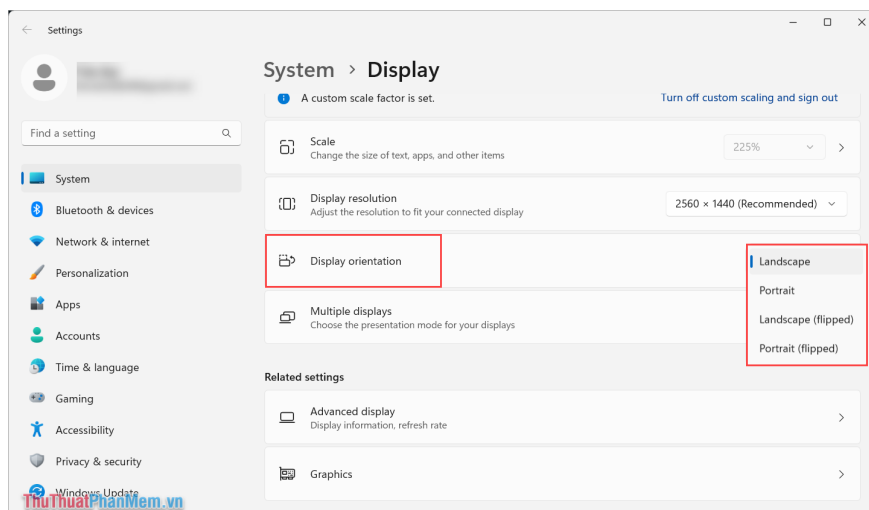 Settings
System > Display
A custom scale factor is set.
Turn off custom scaling and sign out
Find a setting
Scale
Change the size of text, apps, and other items
225%
System
Display resolution
Adjust the resolution to fit your connected display
2560 × 1440 (Recommended)
Bluetooth & devices
Network & internet
Display orientation
Landscape
Personalization
Portrait
Apps
Multiple displays
Choose the presentation mode for your displays
Landscape (flipped)
Accounts
Portrait (flipped)
Time & language
Related settings
Gaming
Advanced display
Display information, refresh rate
Accessibility
Privacy & security
Graphics
Windows Update
ThuThuatPhanMem.vn